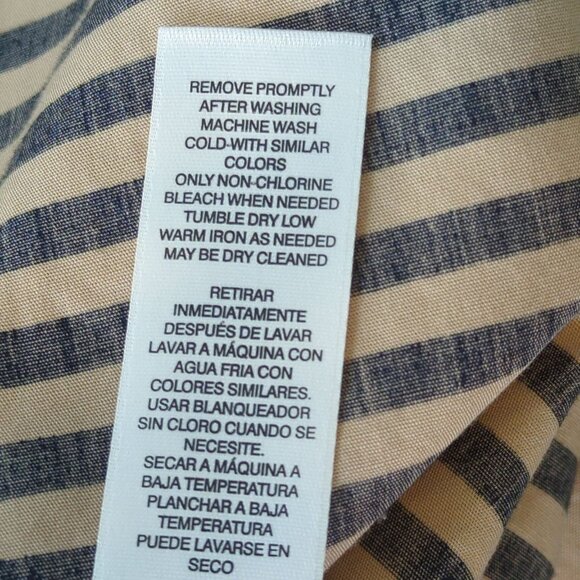 REMOVE PROMPTLY
AFTER WASHING
MACHINE WASH
COLD-WITH SIMILAR
COLORS
ONLY NON-CHLORINE
BLEACH WHEN NEEDED
TUMBLE DRY LOW
WARM IRON AS NEEDED
MAY BE DRY CLEANED
RETIRAR
INMEDIATAMENTE
DESPUÉS DE LAVAR
LAVAR A MÁQUINA CON
AGUA FRIA CON
COLORES SIMILARES.
USAR BLANQUEADOR
SIN CLORO CUANDO SE
NECESITE.
SECAR A MÁQUINA A
BAJA TEMPERATURA
PLANCHAR A BAJA
TEMPERATURA
PUEDE LAVARSE EN
SECO